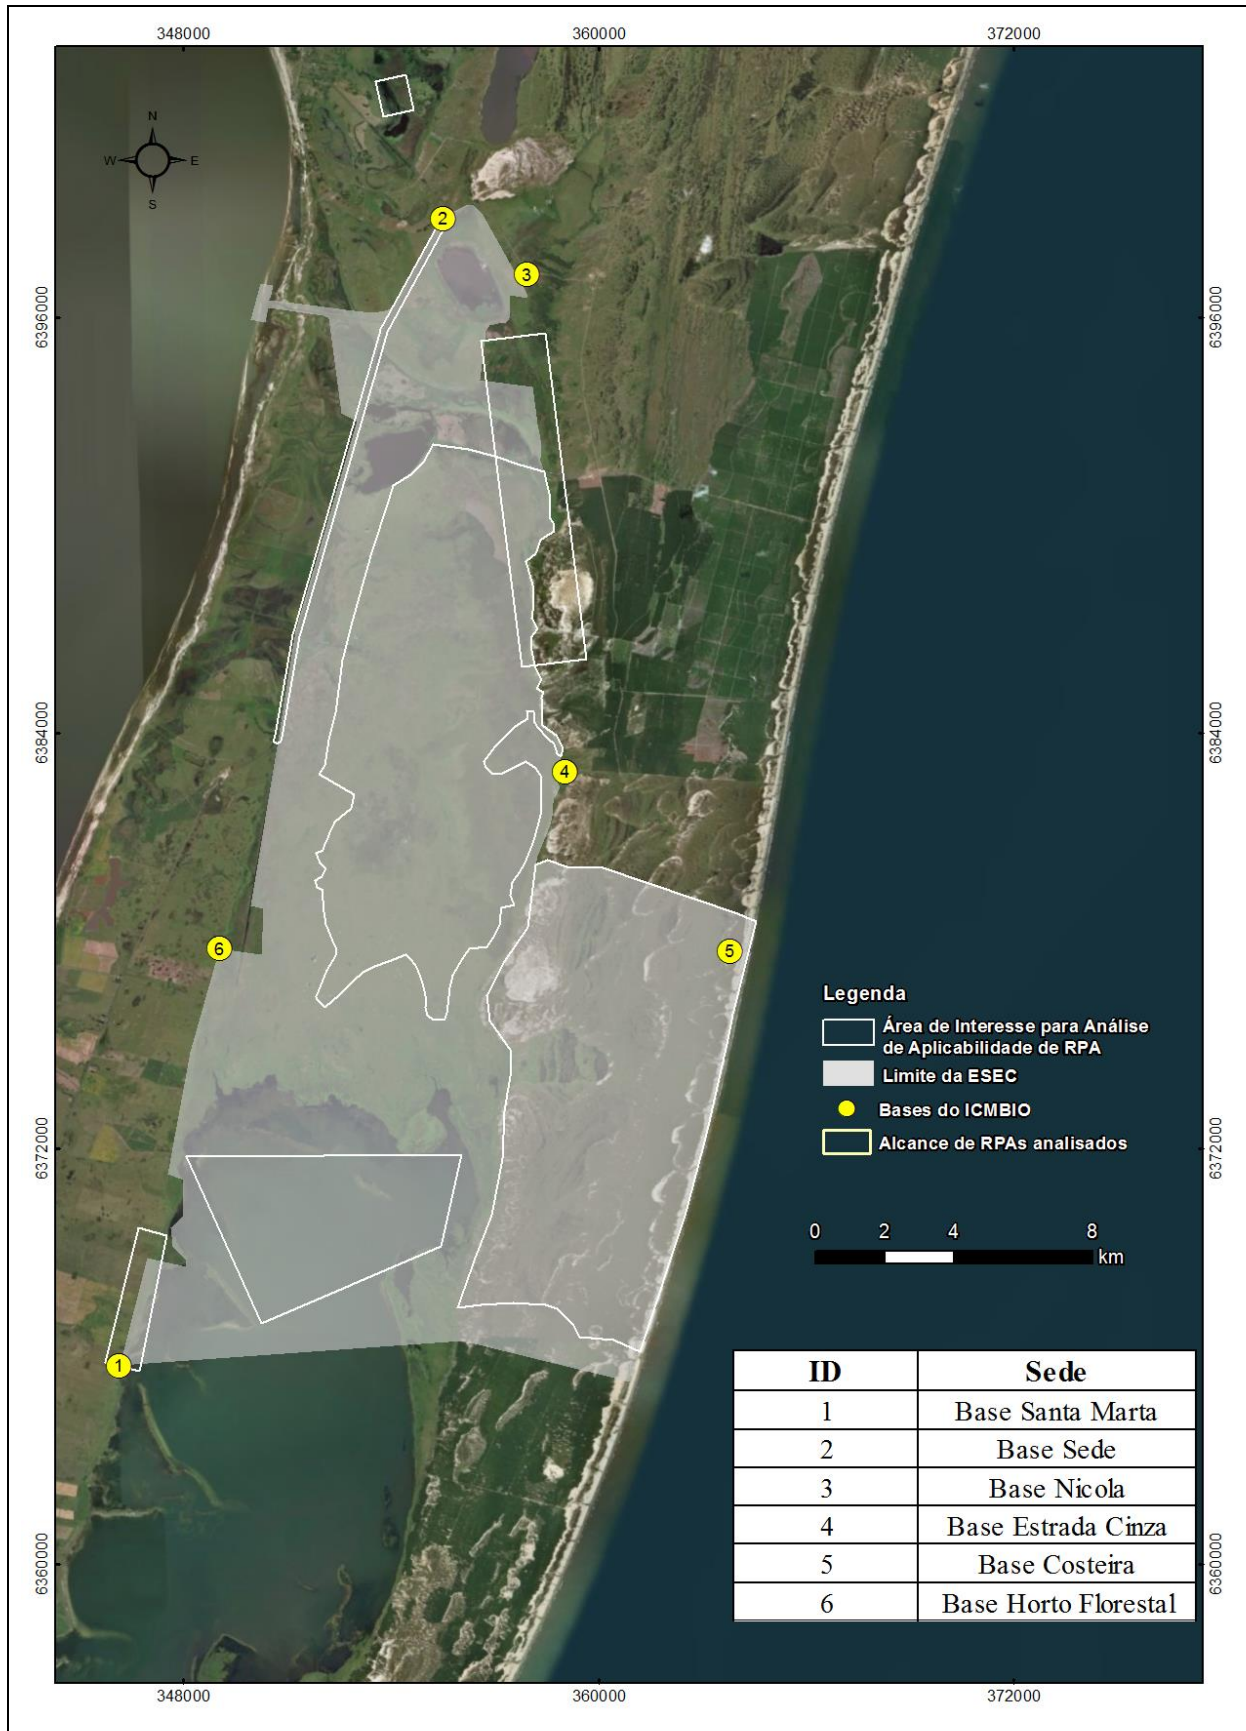 348000 360000 372000
N
W E
S
2
3
6396000 6396000
6384000 6384000
4
6
5
Legenda
Área de Interesse para Análise
de Aplicabilidade de RPA
Limite da ESEC
Bases do ICMBIO
Alcance de RPAs analisados
6372000 6372000
0 2 4 8
km
1
ID Sede
1 Base Santa Marta
2 Base Sede
3 Base Nicola
4 Base Estrada Cinza
5 Base Costeira
6 Base Horto Florestal
6360000 6360000
348000 360000 372000